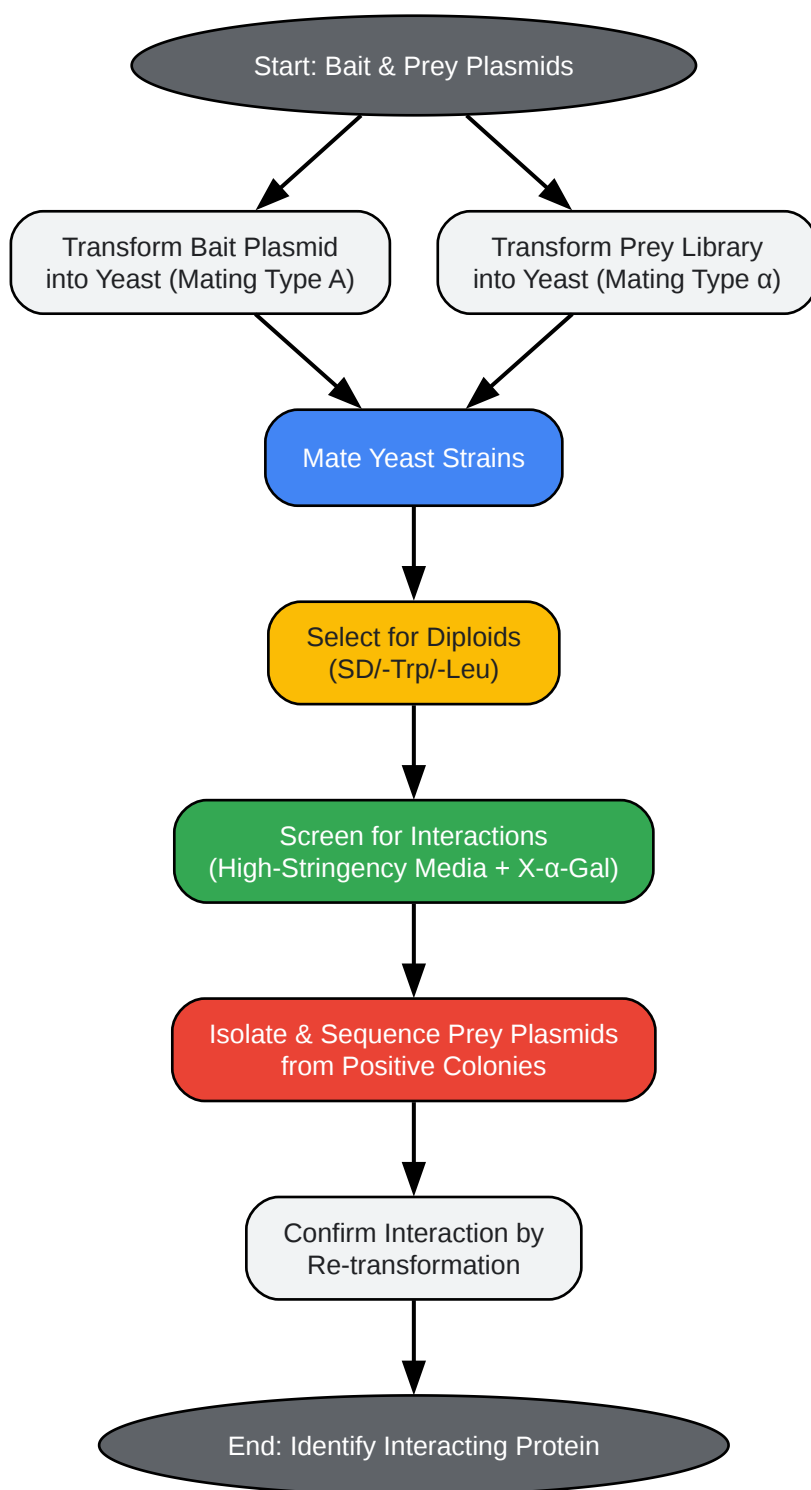 Start: Bait & Prey Plasmids
Transform Bait Plasmid
into Yeast (Mating Type A)
Transform Prey Library
into Yeast (Mating Type α)
Mate Yeast Strains
Select for Diploids
(SD/-Trp/-Leu)
Screen for Interactions
(High-Stringency Media + X-α-Gal)
Isolate & Sequence Prey Plasmids
from Positive Colonies
Confirm Interaction by
Re-transformation
End: Identify Interacting Protein